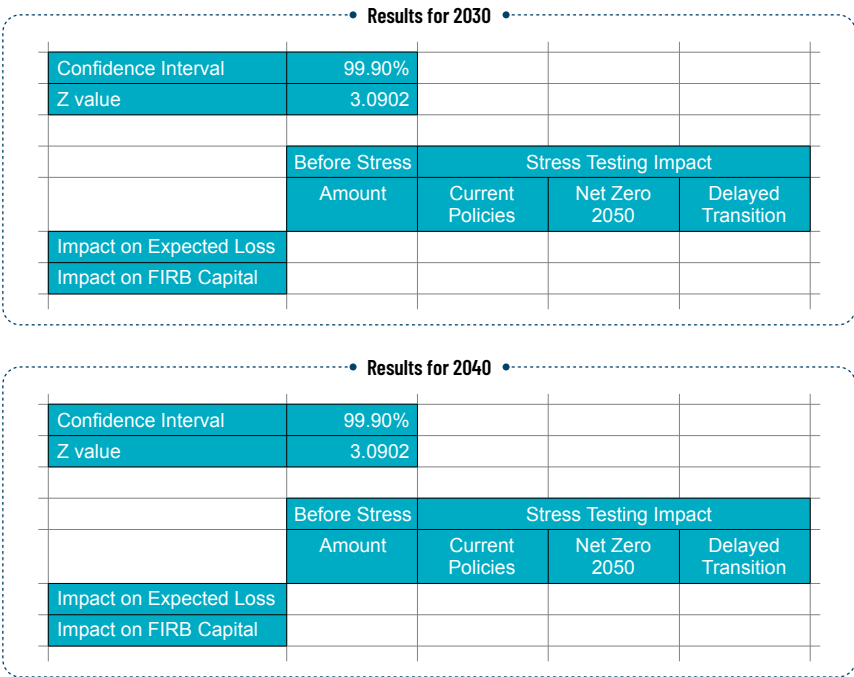 Results for 2030
Confidence Interval 99.90%
Z value 3.0902
Before Stress Stress Testing Impact
Amount Current Policies Net Zero 2050 Delayed Transition
Impact on Expected Loss
Impact on FIRB Capital
Results for 2040
Confidence Interval 99.90%
Z value 3.0902
Before Stress Stress Testing Impact
Amount Current Policies Net Zero 2050 Delayed Transition
Impact on Expected Loss
Impact on FIRB Capital